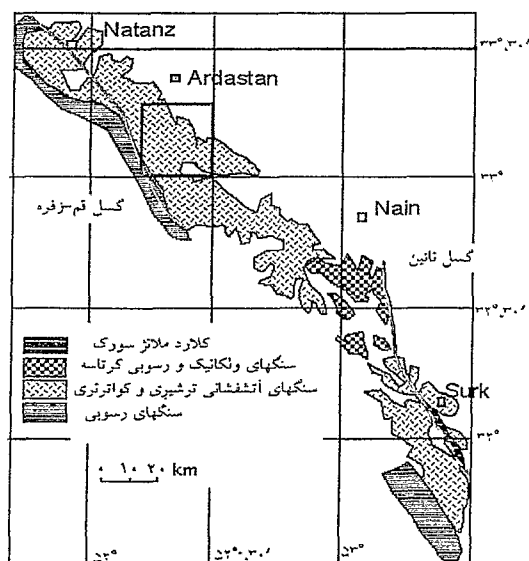 Natanz
۳۳°,۳۰′
Ardastan
۳۳°
گسل قم-زفره
Nain
گسل نائین
۳۲°,۳۰′
کلارد ملانژ سورک
سنگهای ولکانیک و رسوبی کرتاسه
سنگهای آتشفشانی ترشیری و کواترنری
سنگهای رسوبی
Surk
۳۲°
۰ ۱۰ ۲۰ km
۵۲°
۵۲°,۳۰′
۵۳°